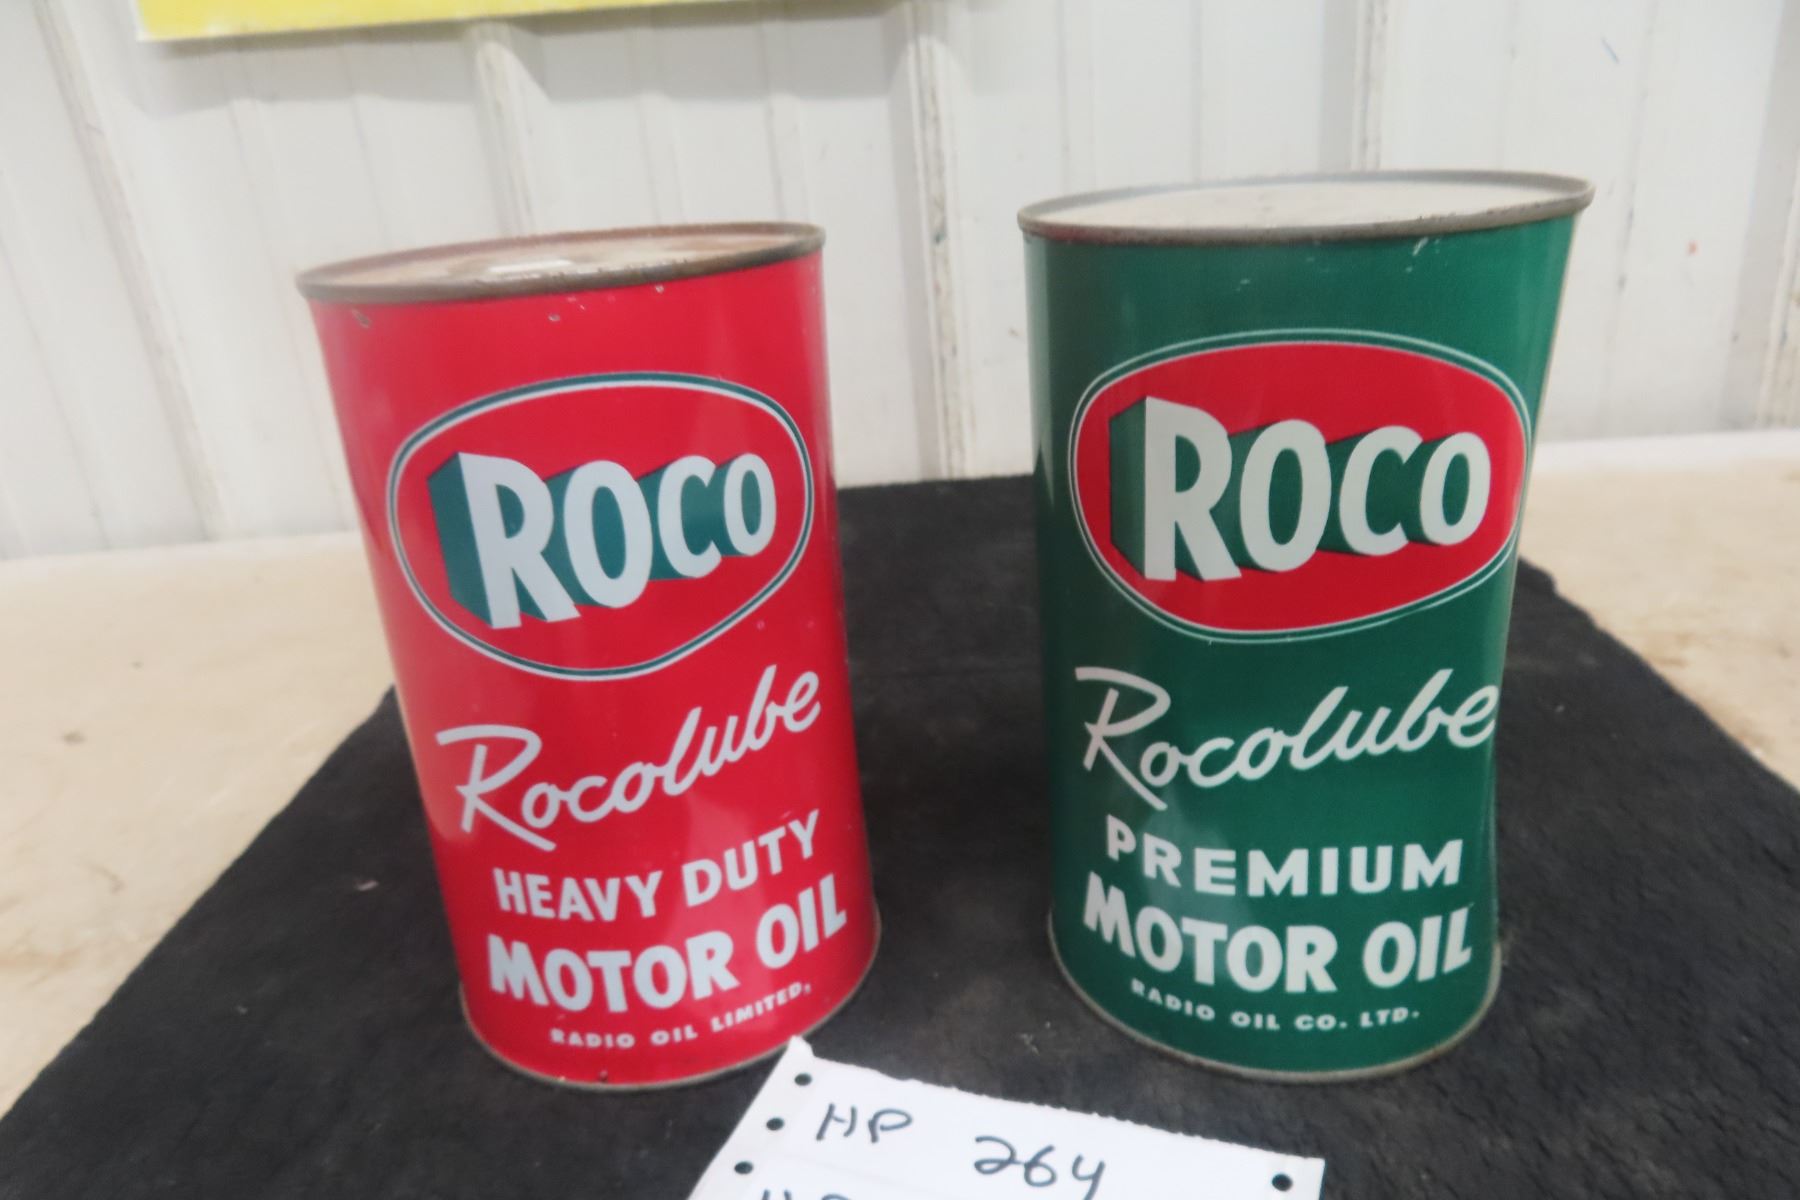 ROCO
Rocolube
HEAVY DUTY
MOTOR OIL
RADIO OIL LIMITED,
ROCO
Rocolube
PREMIUM
MOTOR OIL
RADIO OIL CO. LTD.
HP 264